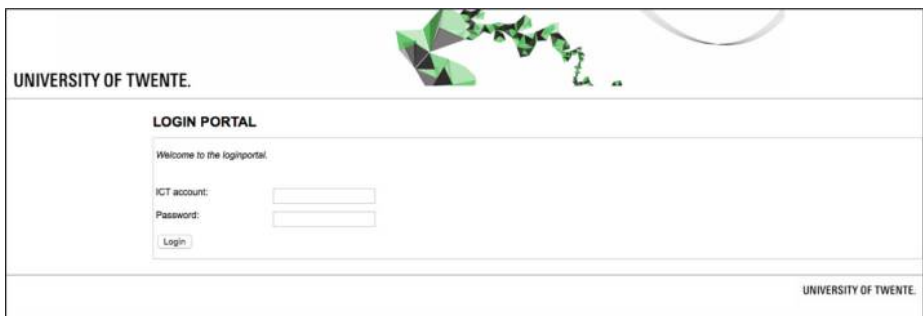 UNIVERSITY OF TWENTE.
LOGIN PORTAL
Welcome to the loginportal.
ICT account:
Password:
Login
UNIVERSITY OF TWENTE.